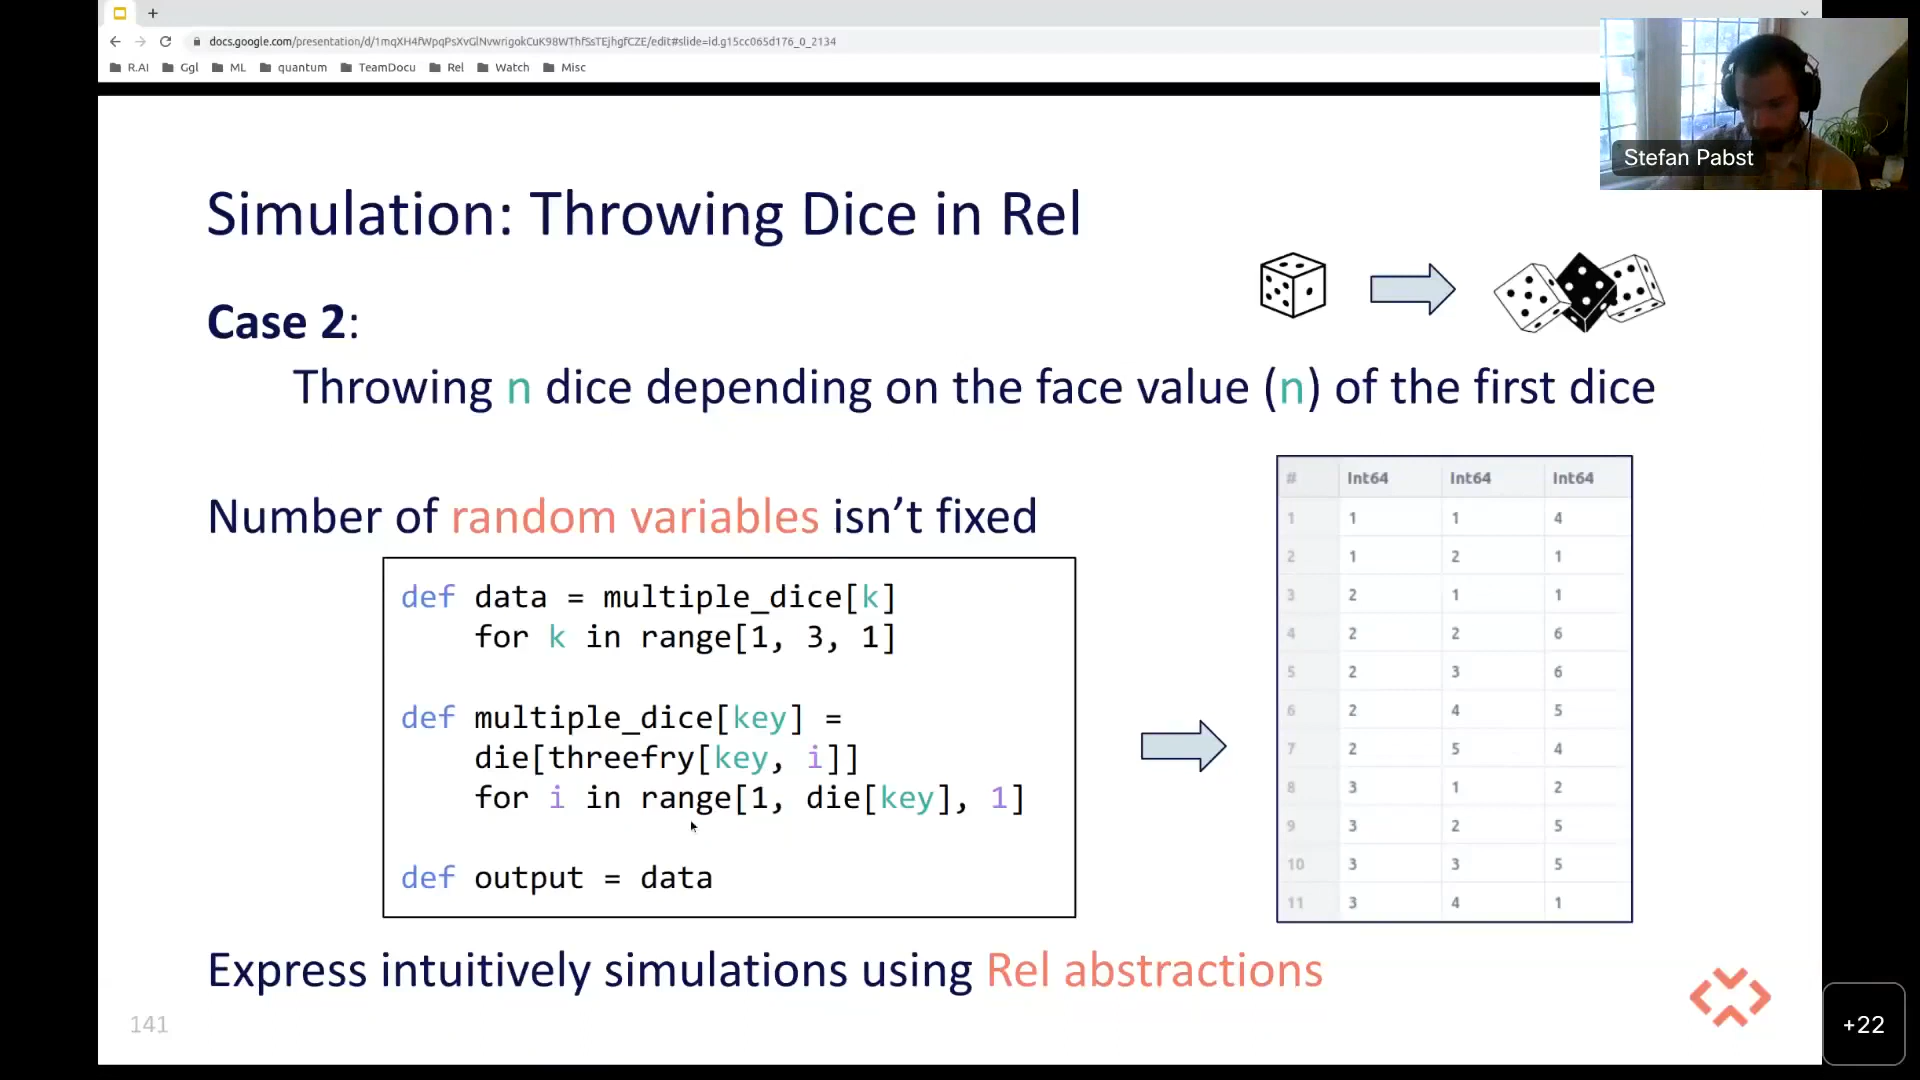 docs.google.com/presentation/d/1mqXH4fWpqPsXvGlNvwrigokCuK98WThfSsTEjhgfCZE/edit#slide=id.g15cc065d176_0_2134
R.AI Ggl ML quantum TeamDocu Rel Watch Misc
Stefan Pabst
Simulation: Throwing Dice in Rel
Case 2:
Throwing n dice depending on the face value (n) of the first dice
Number of random variables isn’t fixed
def data = multiple_dice[k]
for k in range[1, 3, 1]
def multiple_dice[key] =
die[threefry[key, i]]
for i in range[1, die[key], 1]
def output = data
# Int64 Int64 Int64
1 1 1 4
2 1 2 1
3 2 1 1
4 2 2 6
5 2 3 6
6 2 4 5
7 2 5 4
8 3 1 2
9 3 2 5
10 3 3 5
11 3 4 1
Express intuitively simulations using Rel abstractions
141
+22